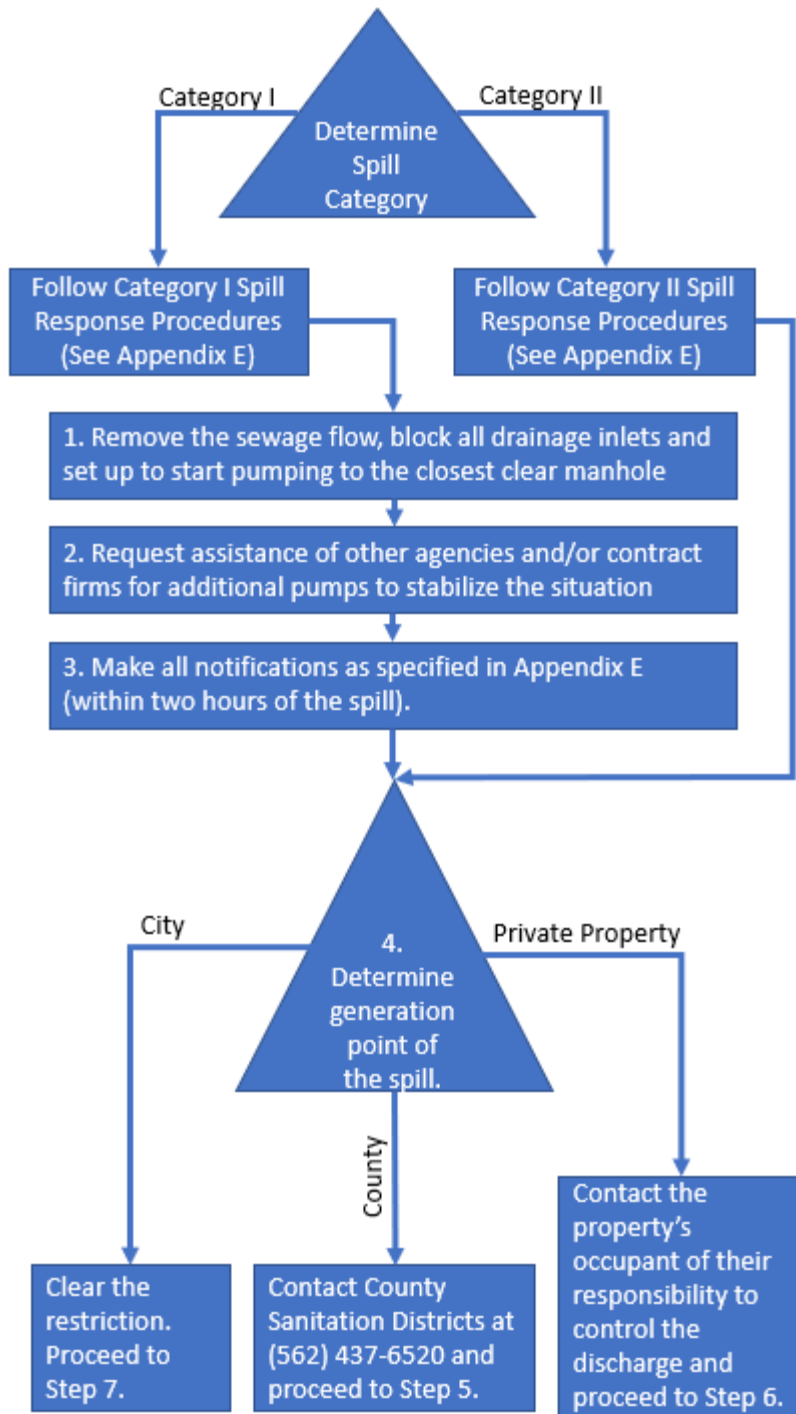 Category I
Category II
Determine
Spill
Category
Follow Category I Spill
Response Procedures
(See Appendix E)
Follow Category II Spill
Response Procedures
(See Appendix E)
1. Remove the sewage flow, block all drainage inlets and
set up to start pumping to the closest clear manhole
2. Request assistance of other agencies and/or contract
firms for additional pumps to stabilize the situation
3. Make all notifications as specified in Appendix E
(within two hours of the spill).
City
Private Property
4.
Determine
generation
point of
the spill.
County
Clear the
restriction.
Proceed to
Step 7.
Contact County
Sanitation Districts at
(562) 437-6520 and
proceed to Step 5.
Contact the
property’s
occupant of their
responsibility to
control the
discharge and
proceed to Step 6.